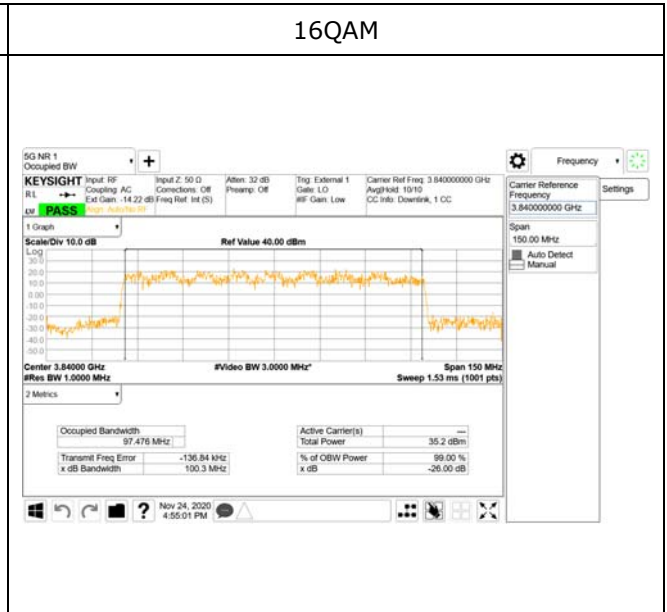 16QAM
5G NR 1
Occupied BW
Frequency
KEYSIGHT
Input: RF
Input Z: 50 Ω
Atten: 32 dB
Trig: External 1
Carrier Ref Freq: 3.840000000 GHz
RL
Coupling: AC
Corrections: Off
Preamp: Off
Gate: LO
Avg|Hold: 10/10
Ext Gain: -14.22 dB
Freq Ref: Int (S)
#IF Gain: Low
CC Info: Downlink, 1 CC
PASS
Align: Auto/No RF
Carrier Reference
Frequency
3.840000000 GHz
Settings
Span
150.00 MHz
Auto Detect
Manual
1 Graph
Scale/Div 10.0 dB
Ref Value 40.00 dBm
Log
30.0
20.0
10.0
0.00
-10.0
-20.0
-30.0
-40.0
-50.0
Center 3.84000 GHz
#Video BW 3.0000 MHz*
Span 150 MHz
#Res BW 1.0000 MHz
Sweep 1.53 ms (1001 pts)
2 Metrics
Occupied Bandwidth
97.476 MHz
Active Carrier(s)
---
Total Power
35.2 dBm
Transmit Freq Error
-136.84 kHz
% of OBW Power
99.00 %
x dB Bandwidth
100.3 MHz
x dB
-26.00 dB
?
Nov 24, 2020
4:55:01 PM